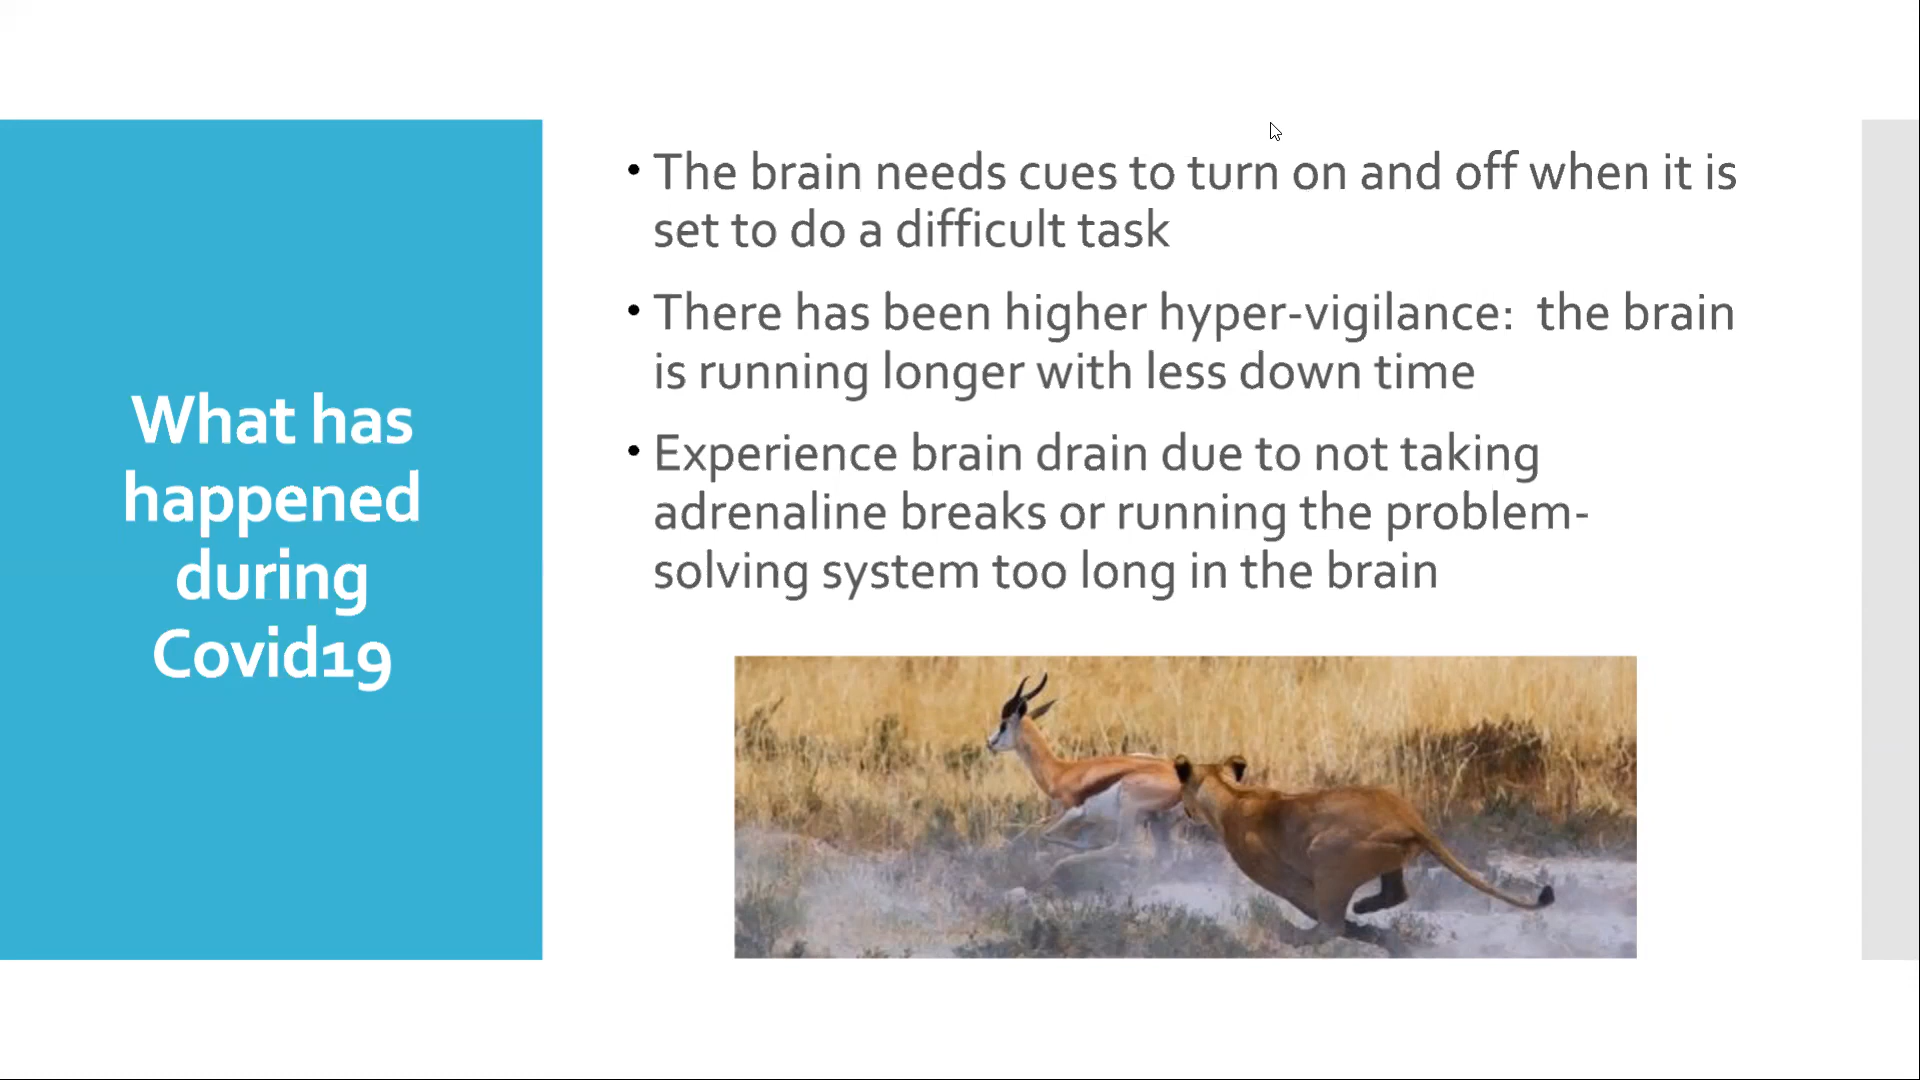 What has
happened
during
Covid19
• The brain needs cues to turn on and off when it is
set to do a difficult task
• There has been higher hyper-vigilance:  the brain
is running longer with less down time
• Experience brain drain due to not taking
adrenaline breaks or running the problem-
solving system too long in the brain